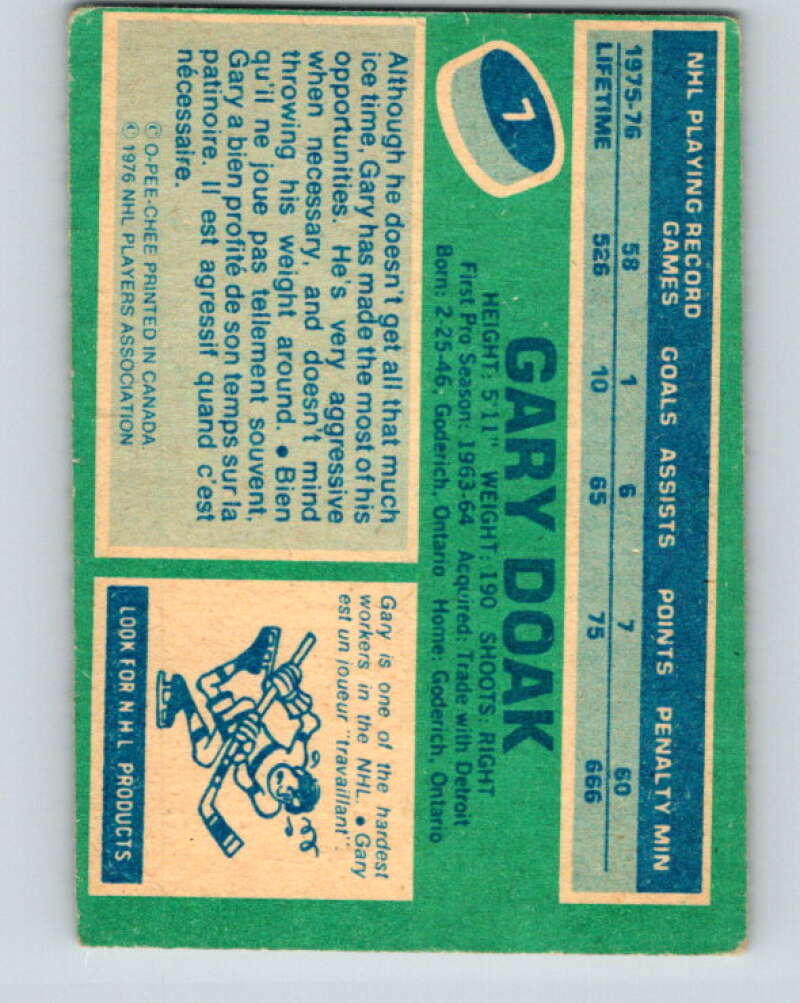 NHL PLAYING RECORD
GAMES GOALS ASSISTS POINTS PENALTY MIN
1975-76 58 1 6 7 60
LIFETIME 526 10 65 75 666
7
GARY DOAK
HEIGHT: 5'11" WEIGHT: 190 SHOOTS: RIGHT
First Pro Season: 1963-64 Acquired: Trade with Detroit
Born: 2-25-46, Goderich, Ontario Home: Goderich, Ontario
Although he doesn't get all that much
ice time, Gary has made the most of his
opportunities. He's very aggressive
when necessary, and doesn't mind
throwing his weight around. • Bien
qu'il ne joue pas tellement souvent,
Gary a bien profité de son temps sur la
patinoire. Il est agressif quand c'est
nécessaire.
© O-PEE-CHEE PRINTED IN CANADA.
© 1976 NHL PLAYERS ASSOCIATION
Gary is one of the hardest
workers in the NHL. • Gary
est un joueur "travaillant".
LOOK FOR N.H.L PRODUCTS